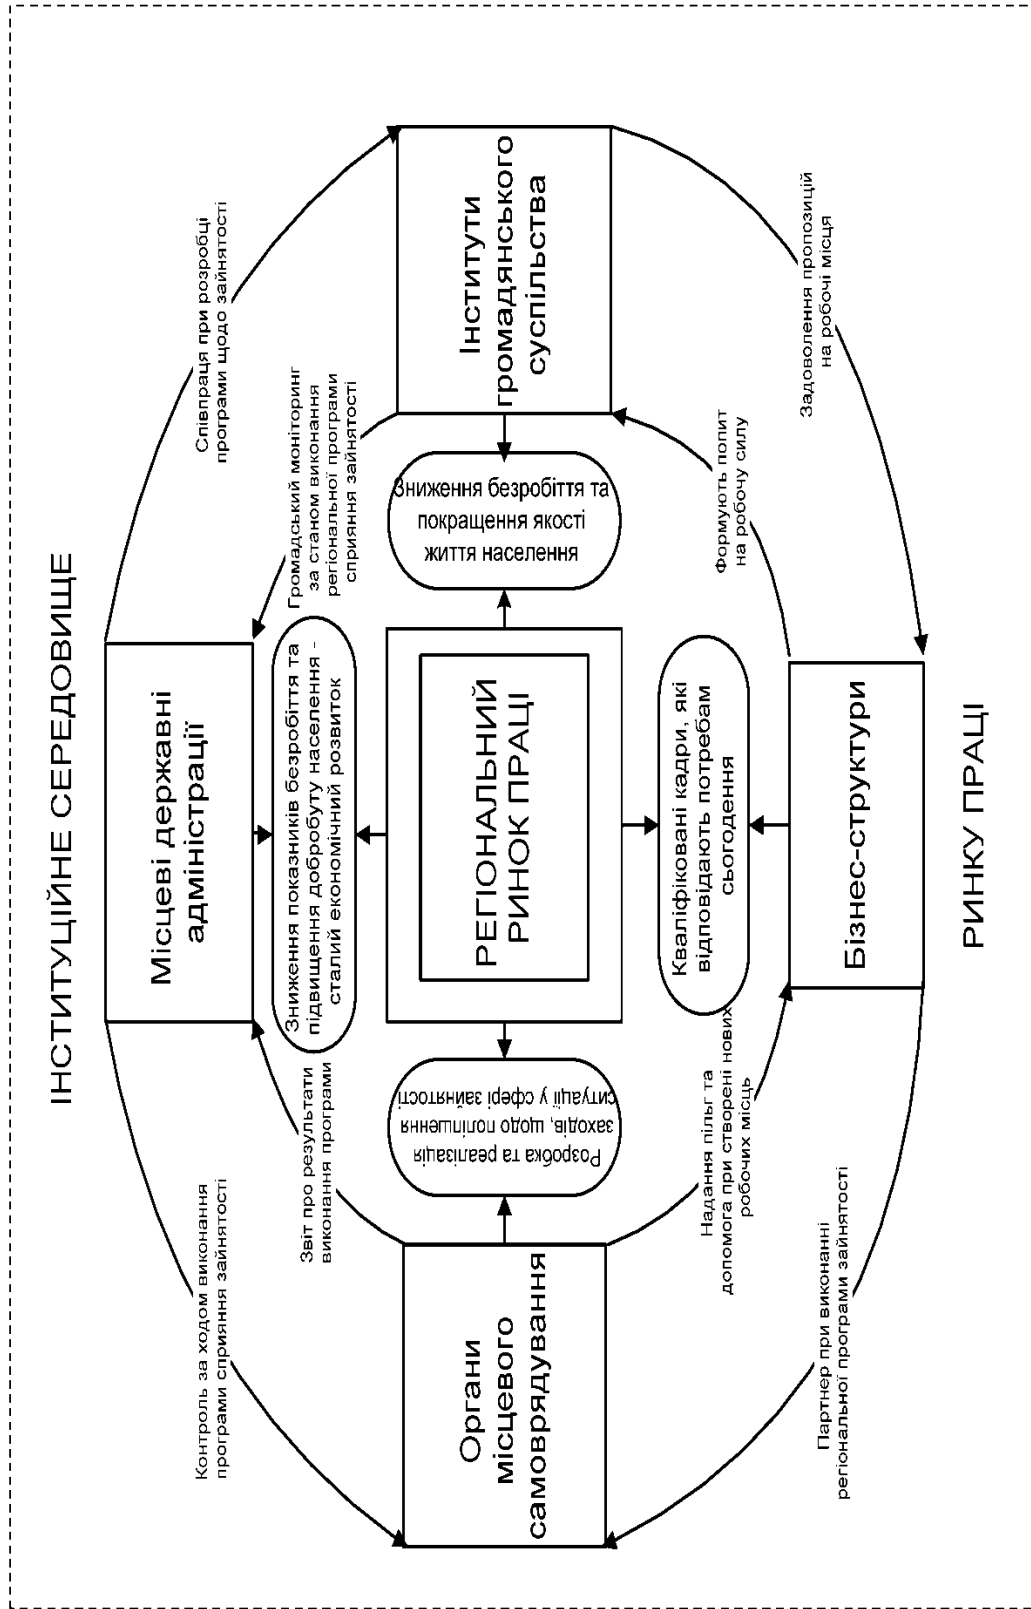 ІНСТИТУЦІЙНЕ СЕРЕДОВИЩЕ
Контроль за ходом виконання
програми сприяння зайнятості
Місцеві державні
адміністрації
Співпраця при розробці
програми щодо зайнятості
Звіт про результати
виконання програми
Зниження показників безробіття та
підвищення добробуту населення -
сталий економічний розвиток
Громадський моніторинг
за станом виконання
регіональної програми
сприяння зайнятості
Органи
місцевого
самоврядування
Розробка та реалізація
заходів, щодо поліпшення
ситуації у сфері зайнятості
РЕГІОНАЛЬНИЙ
РИНОК ПРАЦІ
Зниження безробіття та
покращення якості
життя населення
Інститути
громадянського
суспільства
Надання пільг та
допомога при створені нових
робочих місць
Кваліфіковані кадри, які
відповідають потребам
сьогодення
Формують попит
на робочу силу
Партнер при виконанні
регіональної програми зайнятості
Бізнес-структури
Задоволення пропозицій
на робочі місця
РИНКУ ПРАЦІ